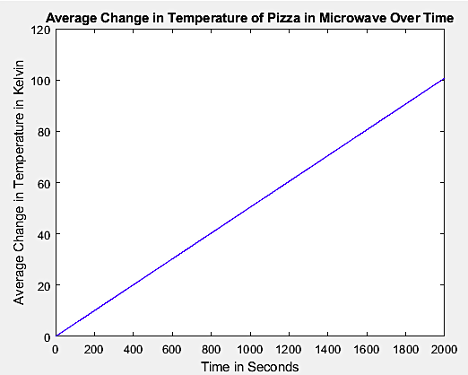 Average Change in Temperature of Pizza in Microwave Over Time
120
100
80
60
40
20
0
Average Change in Temperature in Kelvin
0 200 400 600 800 1000 1200 1400 1600 1800 2000
Time in Seconds